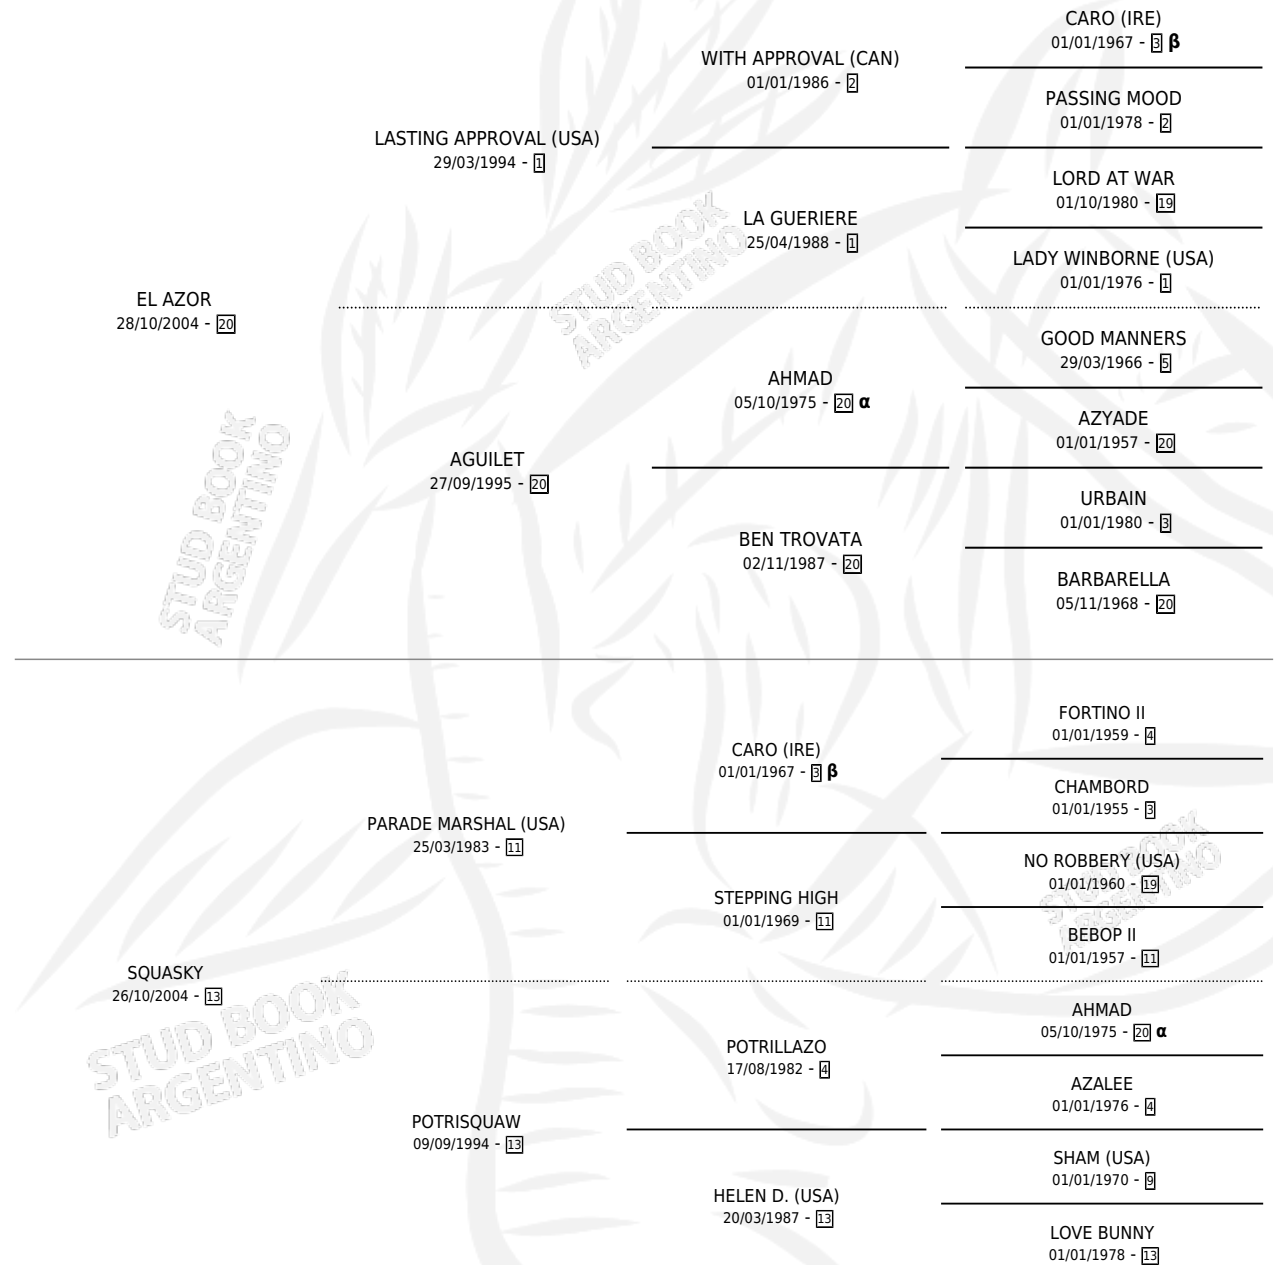 CARO (IRE)
01/01/1967 - 3 β
WITH APPROVAL (CAN)
01/01/1986 - 2
PASSING MOOD
01/01/1978 - 2
LASTING APPROVAL (USA)
29/03/1994 - 1
LORD AT WAR
01/10/1980 - 19
LA GUERIERE
25/04/1988 - 1
LADY WINBORNE (USA)
01/01/1976 - 1
EL AZOR
28/10/2004 - 20
GOOD MANNERS
29/03/1966 - 5
AHMAD
05/10/1975 - 20 α
AZYADE
01/01/1957 - 20
AGUILET
27/09/1995 - 20
URBAIN
01/01/1980 - 3
BEN TROVATA
02/11/1987 - 20
BARBARELLA
05/11/1968 - 20
FORTINO II
01/01/1959 - 4
CARO (IRE)
01/01/1967 - 3 β
CHAMBORD
01/01/1955 - 3
PARADE MARSHAL (USA)
25/03/1983 - 11
NO ROBBERY (USA)
01/01/1960 - 19
STEPPING HIGH
01/01/1969 - 11
BEBOP II
01/01/1957 - 11
SQUASKY
26/10/2004 - 13
AHMAD
05/10/1975 - 20 α
POTRILLAZO
17/08/1982 - 4
AZALEE
01/01/1976 - 4
POTRISQUAW
09/09/1994 - 13
SHAM (USA)
01/01/1970 - 9
HELEN D. (USA)
20/03/1987 - 13
LOVE BUNNY
01/01/1978 - 13
STUD BOOK
ARGENTINO
STUD BOOK
ARGENTINO
STUD BOOK
ARGENTINO
STUD BOOK
ARGENTINO